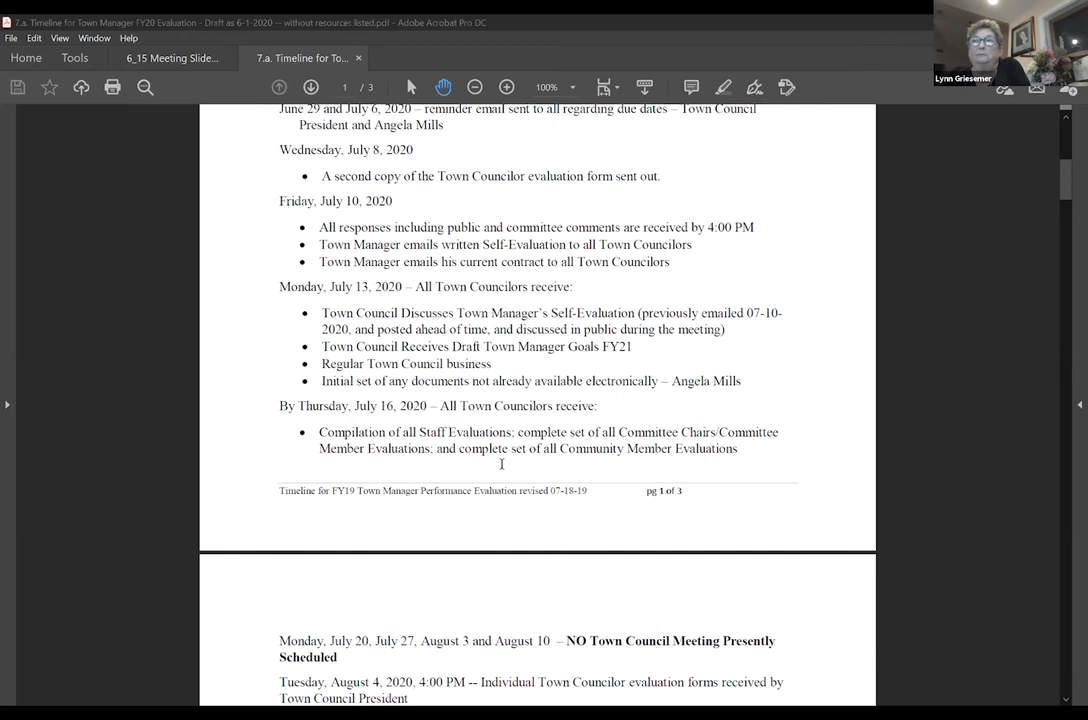 7.a. Timeline for Town Manager FY20 Evaluation - Draft as 6-1-2020 -- without resources listed.pdf - Adobe Acrobat Pro DC
File Edit View Window Help
Home Tools 6_15 Meeting Slide... 7.a. Timeline for To... ×
1 / 3 100%
Lynn Griesemer
June 29 and July 6, 2020 – reminder email sent to all regarding due dates – Town Council
President and Angela Mills
Wednesday, July 8, 2020
• A second copy of the Town Councilor evaluation form sent out.
Friday, July 10, 2020
• All responses including public and committee comments are received by 4:00 PM
• Town Manager emails written Self-Evaluation to all Town Councilors
• Town Manager emails his current contract to all Town Councilors
Monday, July 13, 2020 – All Town Councilors receive:
• Town Council Discusses Town Manager's Self-Evaluation (previously emailed 07-10-
2020, and posted ahead of time, and discussed in public during the meeting)
• Town Council Receives Draft Town Manager Goals FY21
• Regular Town Council business
• Initial set of any documents not already available electronically – Angela Mills
By Thursday, July 16, 2020 – All Town Councilors receive:
• Compilation of all Staff Evaluations; complete set of all Committee Chairs/Committee
Member Evaluations; and complete set of all Community Member Evaluations
Timeline for FY19 Town Manager Performance Evaluation revised 07-18-19 pg 1 of 3
Monday, July 20, July 27, August 3 and August 10 – NO Town Council Meeting Presently
Scheduled
Tuesday, August 4, 2020, 4:00 PM -- Individual Town Councilor evaluation forms received by
Town Council President